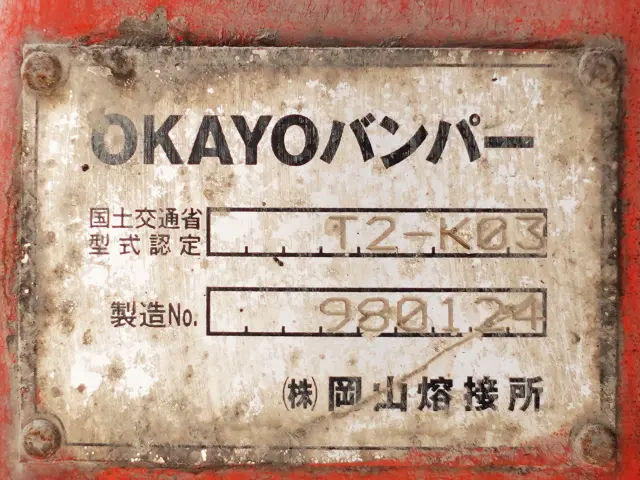 OKAYOバンパー
国土交通省
型式認定 T2-K03
製造No. 980124
㈱岡山熔接所